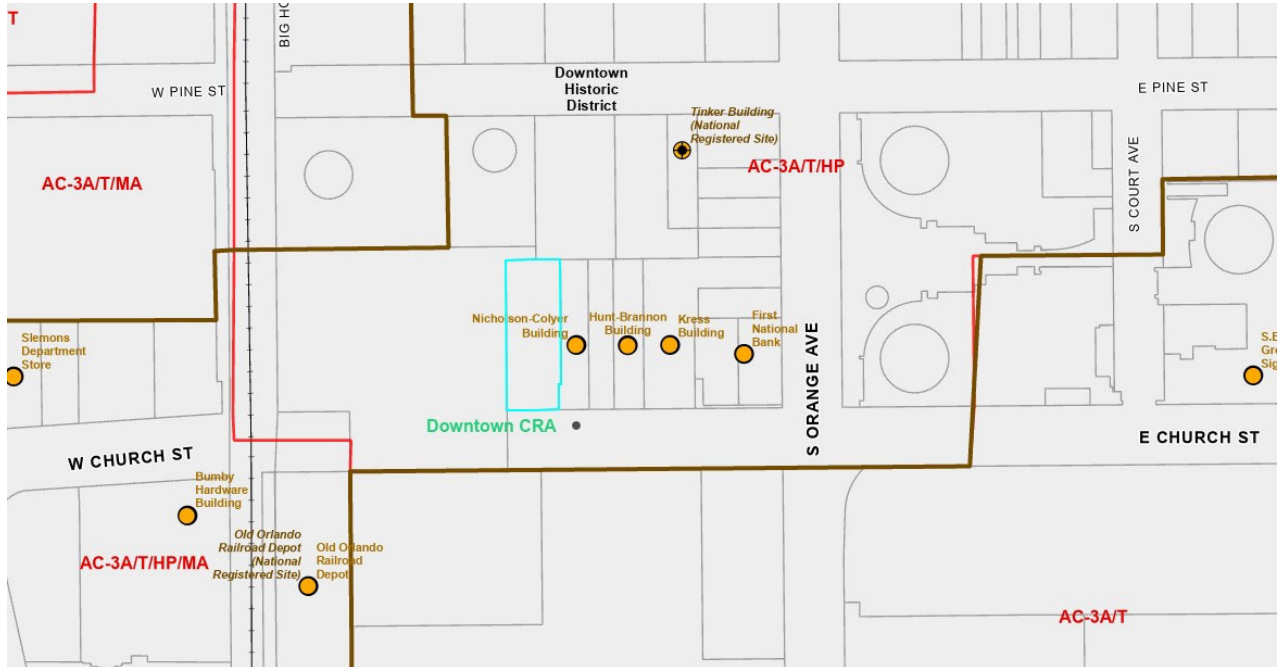 T
BIG HO
W PINE ST
Downtown
Historic
District
E PINE ST
Tinker Building
(National
Registered Site)
AC-3A/T/MA
AC-3A/T/HP
S COURT AVE
Nicholson-Colyer
Building
Hunt-Brannon
Building
Kress
Building
First
National
Bank
Slemons
Department
Store
S.E
Gre
Sig
S ORANGE AVE
Downtown CRA
W CHURCH ST
E CHURCH ST
Bumby
Hardware
Building
Old Orlando
Railroad Depot
(National
Registered Site)
Old Orlando
Railroad
Depot
AC-3A/T/HP/MA
AC-3A/T